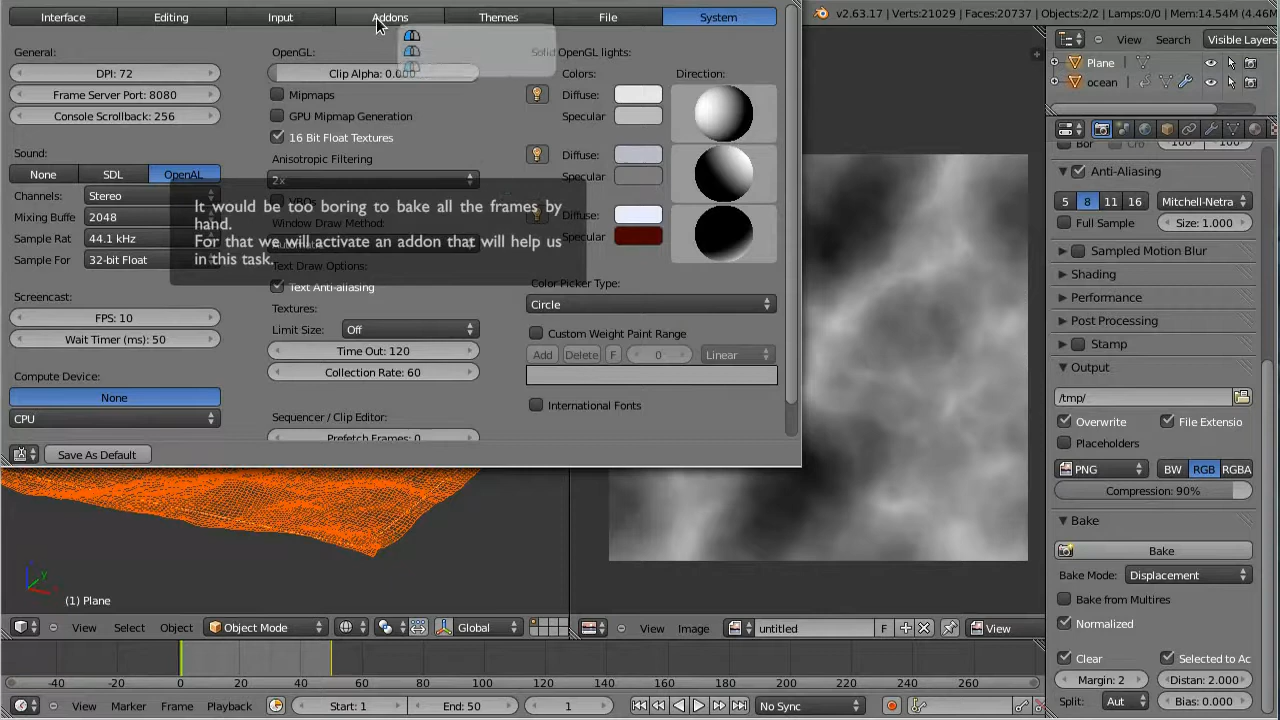 Interface Editing Input Addons Themes File System
v2.63.17 | Verts:21029 | Faces:20737 | Objects:2/2 | Lamps:0/0 | Mem:14.54M (4.46M
View Search Visible Layers
Plane
ocean
General:
DPI: 72
Frame Server Port: 8080
Console Scrollback: 256
Sound:
None SDL OpenAL
Channels: Stereo
Mixing Buffe 2048
Sample Rat 44.1 kHz
Sample For 32-bit Float
Screencast:
FPS: 10
Wait Timer (ms): 50
Compute Device:
None
CPU
OpenGL:
Clip Alpha: 0.000
Mipmaps
GPU Mipmap Generation
16 Bit Float Textures
Anisotropic Filtering
2x
VBOs
Window Draw Method:
Text Draw Options:
Text Anti-aliasing
Textures:
Limit Size: Off
Time Out: 120
Collection Rate: 60
Sequencer / Clip Editor:
Prefetch Frames: 0
It would be too boring to bake all the frames by
hand.
For that we will activate an addon that will help us
in this task.
Solid OpenGL lights:
Colors: Direction:
Diffuse:
Specular
Diffuse:
Specular
Diffuse:
Specular
Color Picker Type:
Circle
Custom Weight Paint Range
Add Delete F 0 Linear
International Fonts
Save As Default
100 100
Anti-Aliasing
5 8 11 16 Mitchell-Netra
Full Sample Size: 1.000
Sampled Motion Blur
Shading
Performance
Post Processing
Stamp
Output
/tmp/
Overwrite File Extensio
Placeholders
PNG BW RGB RGBA
Compression: 90%
Bake
Bake
Bake Mode: Displacement
Bake from Multires
Normalized
Clear Selected to Ac
Margin: 2 Distan: 2.000
Split: Aut Bias: 0.000
(1) Plane
View Select Object Object Mode Global
View Image untitled F View
-40 -20 0 20 40 60 80 100 120 140 160 180 200 220 240 260
View Marker Frame Playback Start: 1 End: 50 1 No Sync